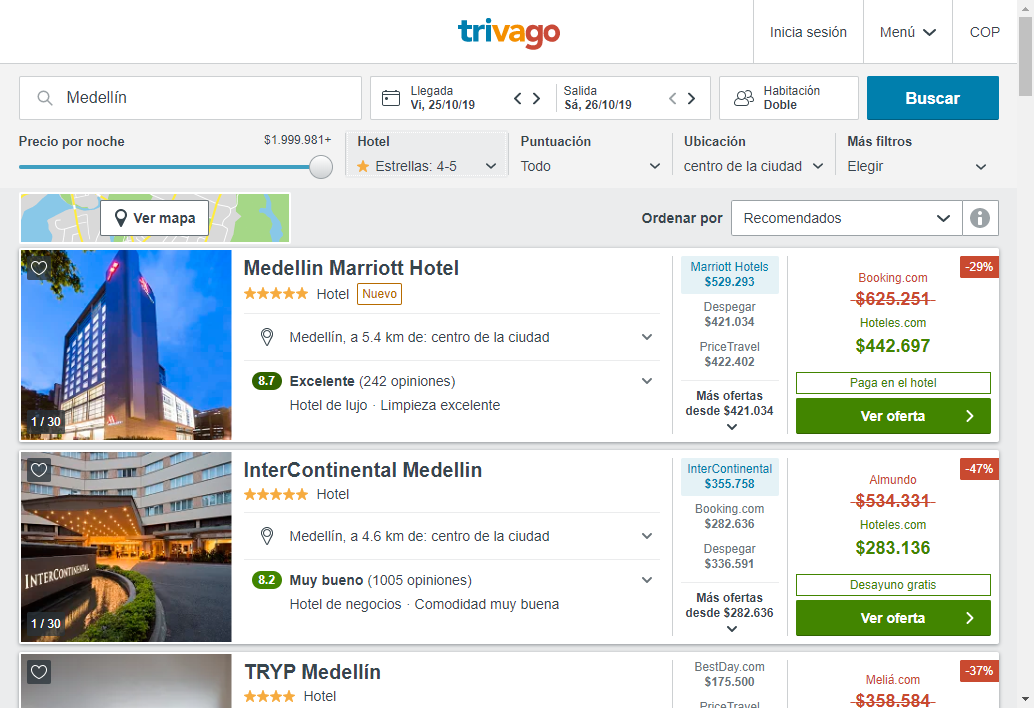 trivago
Inicia sesión
Menú
COP
Medellín
Llegada
Vi, 25/10/19
Salida
Sá, 26/10/19
Habitación
Doble
Buscar
Precio por noche
$1.999.981+
Hotel
Estrellas: 4-5
Puntuación
Todo
Ubicación
centro de la ciudad
Más filtros
Elegir
Ver mapa
Ordenar por
Recomendados
1 / 30
Medellin Marriott Hotel
Hotel
Nuevo
Medellín, a 5.4 km de: centro de la ciudad
8.7 Excelente (242 opiniones)
Hotel de lujo · Limpieza excelente
Marriott Hotels
$529.293
Despegar
$421.034
PriceTravel
$422.402
Más ofertas
desde $421.034
-29%
Booking.com
$625.251
Hoteles.com
$442.697
Paga en el hotel
Ver oferta
INTERCONTINENTAL
1 / 30
InterContinental Medellin
Hotel
Medellín, a 4.6 km de: centro de la ciudad
8.2 Muy bueno (1005 opiniones)
Hotel de negocios · Comodidad muy buena
InterContinental
$355.758
Booking.com
$282.636
Despegar
$336.591
Más ofertas
desde $282.636
-47%
Almundo
$534.331
Hoteles.com
$283.136
Desayuno gratis
Ver oferta
TRYP Medellín
Hotel
BestDay.com
$175.500
PriceTravel
-37%
Meliá.com
$358.584